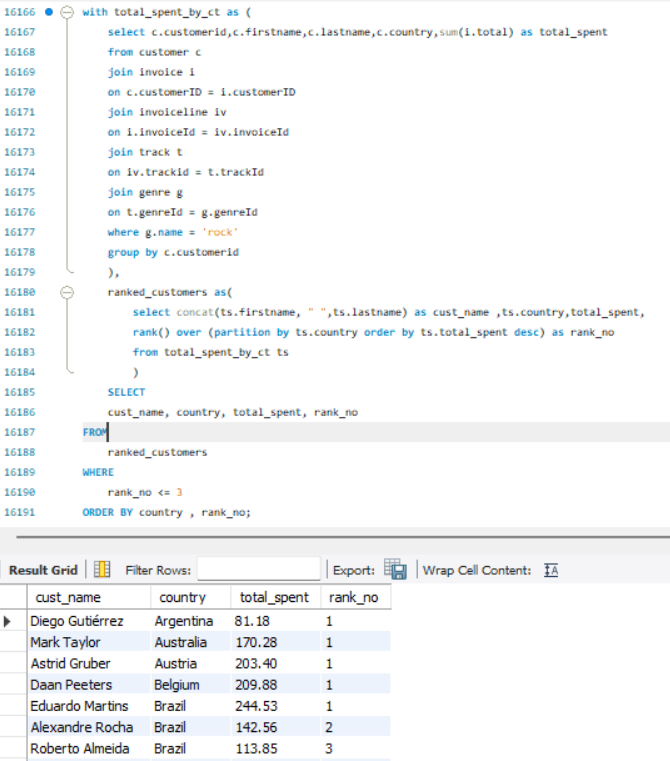 16166 with total_spent_by_ct as (
16167 select c.customerid,c.firstname,c.lastname,c.country,sum(i.total) as total_spent
16168 from customer c
16169 join invoice i
16170 on c.customerID = i.customerID
16171 join invoiceline iv
16172 on i.invoiceId = iv.invoiceId
16173 join track t
16174 on iv.trackid = t.trackId
16175 join genre g
16176 on t.genreId = g.genreId
16177 where g.name = 'rock'
16178 group by c.customerid
16179 ),
16180 ranked_customers as(
16181 select concat(ts.firstname, " ",ts.lastname) as cust_name ,ts.country,total_spent,
16182 rank() over (partition by ts.country order by ts.total_spent desc) as rank_no
16183 from total_spent_by_ct ts
16184 )
16185 SELECT
16186 cust_name, country, total_spent, rank_no
16187 FROM
16188 ranked_customers
16189 WHERE
16190 rank_no <= 3
16191 ORDER BY country , rank_no;
Result Grid Filter Rows: Export: Wrap Cell Content:
cust_name country total_spent rank_no
Diego Gutiérrez Argentina 81.18 1
Mark Taylor Australia 170.28 1
Astrid Gruber Austria 203.40 1
Daan Peeters Belgium 209.88 1
Eduardo Martins Brazil 244.53 1
Alexandre Rocha Brazil 142.56 2
Roberto Almeida Brazil 113.85 3